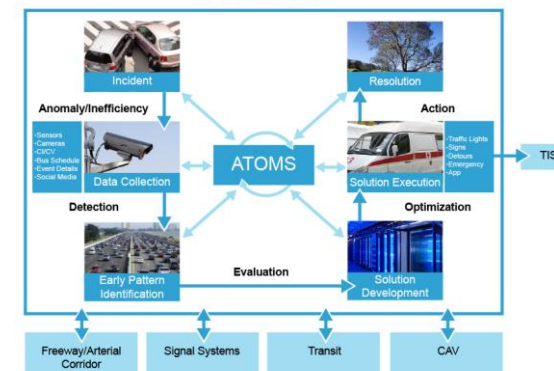 Incident
Resolution
Anomaly/Inefficiency
Action
·Sensors
·Cameras
·CI/CV
·Bus Schedule
·Event Details
·Social Media
Data Collection
ATOMS
Solution Execution
·Traffic Lights
·Signs
·Detours
·Emergency
·App
TIS
Detection
Optimization
Early Pattern
Identification
Evaluation
Solution
Development
Freeway/Arterial
Corridor
Signal Systems
Transit
CAV